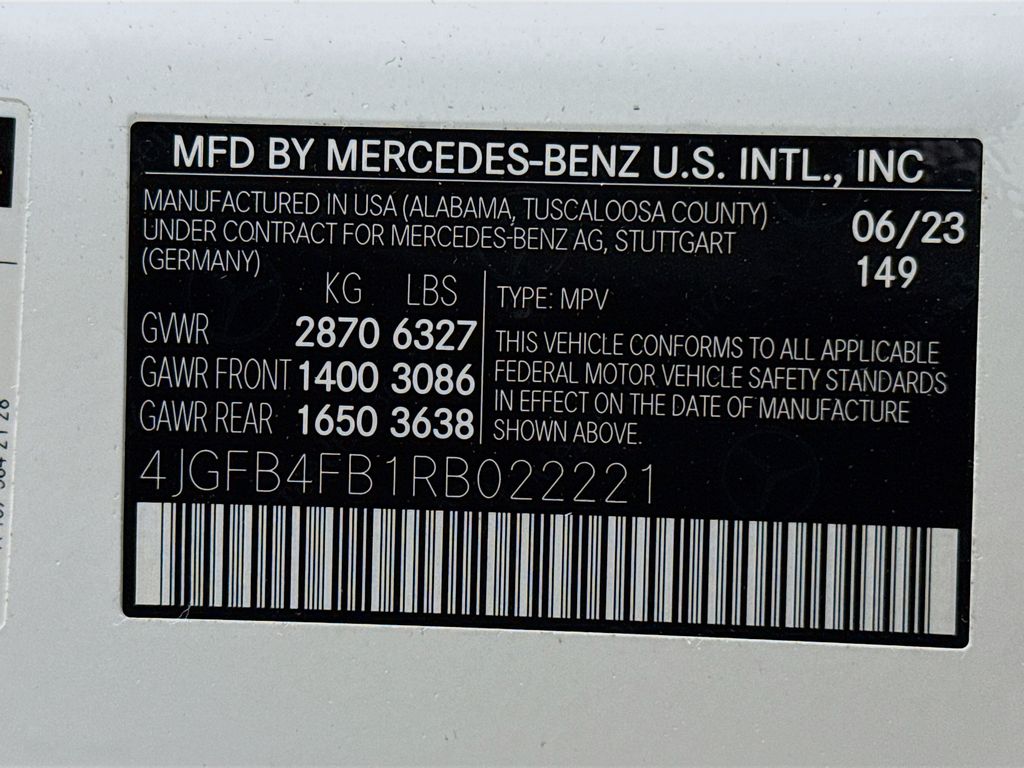 MFD BY MERCEDES-BENZ U.S. INTL., INC
MANUFACTURED IN USA (ALABAMA, TUSCALOOSA COUNTY)
UNDER CONTRACT FOR MERCEDES-BENZ AG, STUTTGART
(GERMANY)
06/23
149
KG LBS
GVWR 2870 6327
GAWR FRONT 1400 3086
GAWR REAR 1650 3638
TYPE: MPV
THIS VEHICLE CONFORMS TO ALL APPLICABLE
FEDERAL MOTOR VEHICLE SAFETY STANDARDS
IN EFFECT ON THE DATE OF MANUFACTURE
SHOWN ABOVE.
4JGFB4FB1RB022221